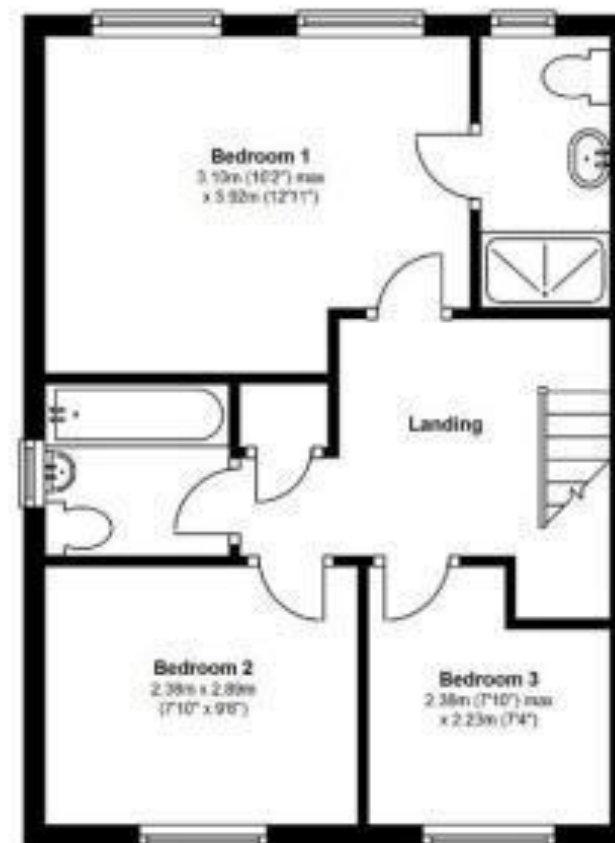 Bedroom 1
3.10m (10'2") max
x 3.92m (12'11")
Landing
Bedroom 2
2.38m x 2.89m
(7'10" x 9'6")
Bedroom 3
2.38m (7'10") max
x 2.23m (7'4")